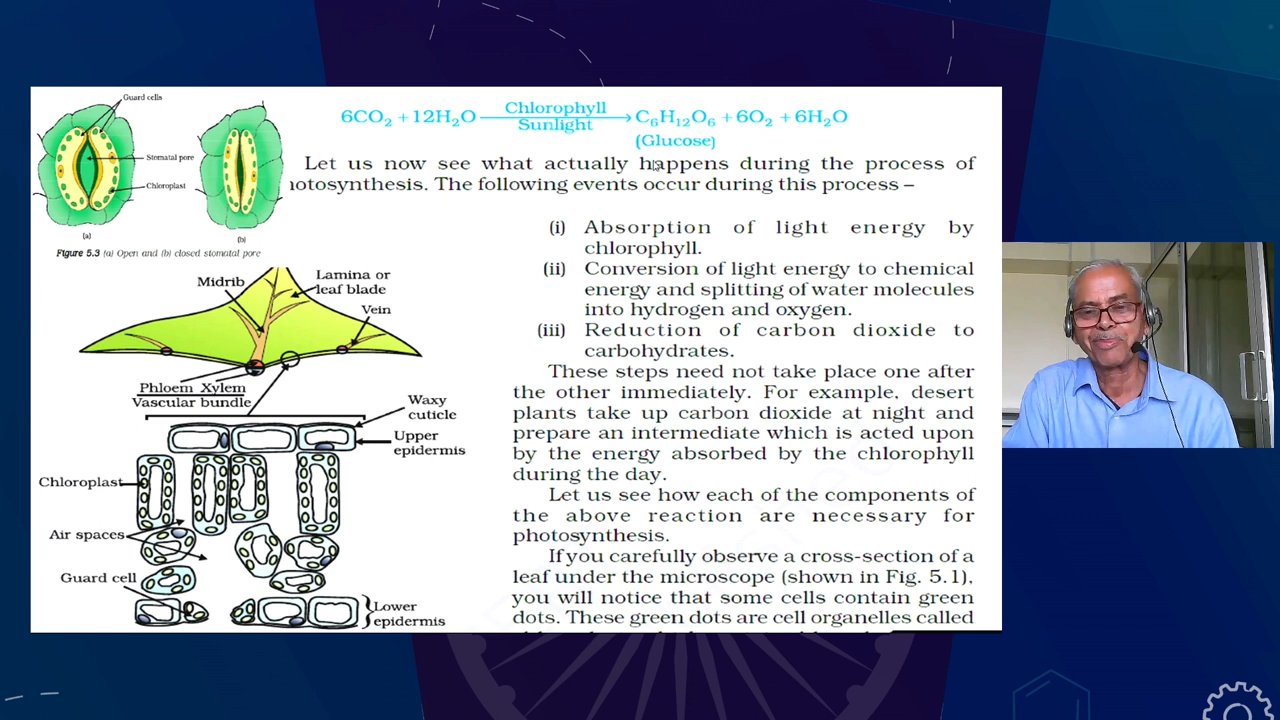 Guard cells
Stomatal pore
Chloroplast
(a)
(b)
Figure 5.3 (a) Open and (b) closed stomatal pore
Midrib
Lamina or
leaf blade
Vein
Phloem Xylem
Vascular bundle
Waxy
cuticle
Upper
epidermis
Chloroplast
Air spaces
Guard cell
Lower
epidermis
6CO₂ + 12H₂O Chlorophyll Sunlight → C₆H₁₂O₆ + 6O₂ + 6H₂O
(Glucose)
Let us now see what actually happens during the process of
otosynthesis. The following events occur during this process –
(i) Absorption of light energy by
chlorophyll.
(ii) Conversion of light energy to chemical
energy and splitting of water molecules
into hydrogen and oxygen.
(iii) Reduction of carbon dioxide to
carbohydrates.
These steps need not take place one after
the other immediately. For example, desert
plants take up carbon dioxide at night and
prepare an intermediate which is acted upon
by the energy absorbed by the chlorophyll
during the day.
Let us see how each of the components of
the above reaction are necessary for
photosynthesis.
If you carefully observe a cross-section of a
leaf under the microscope (shown in Fig. 5.1),
you will notice that some cells contain green
dots. These green dots are cell organelles called